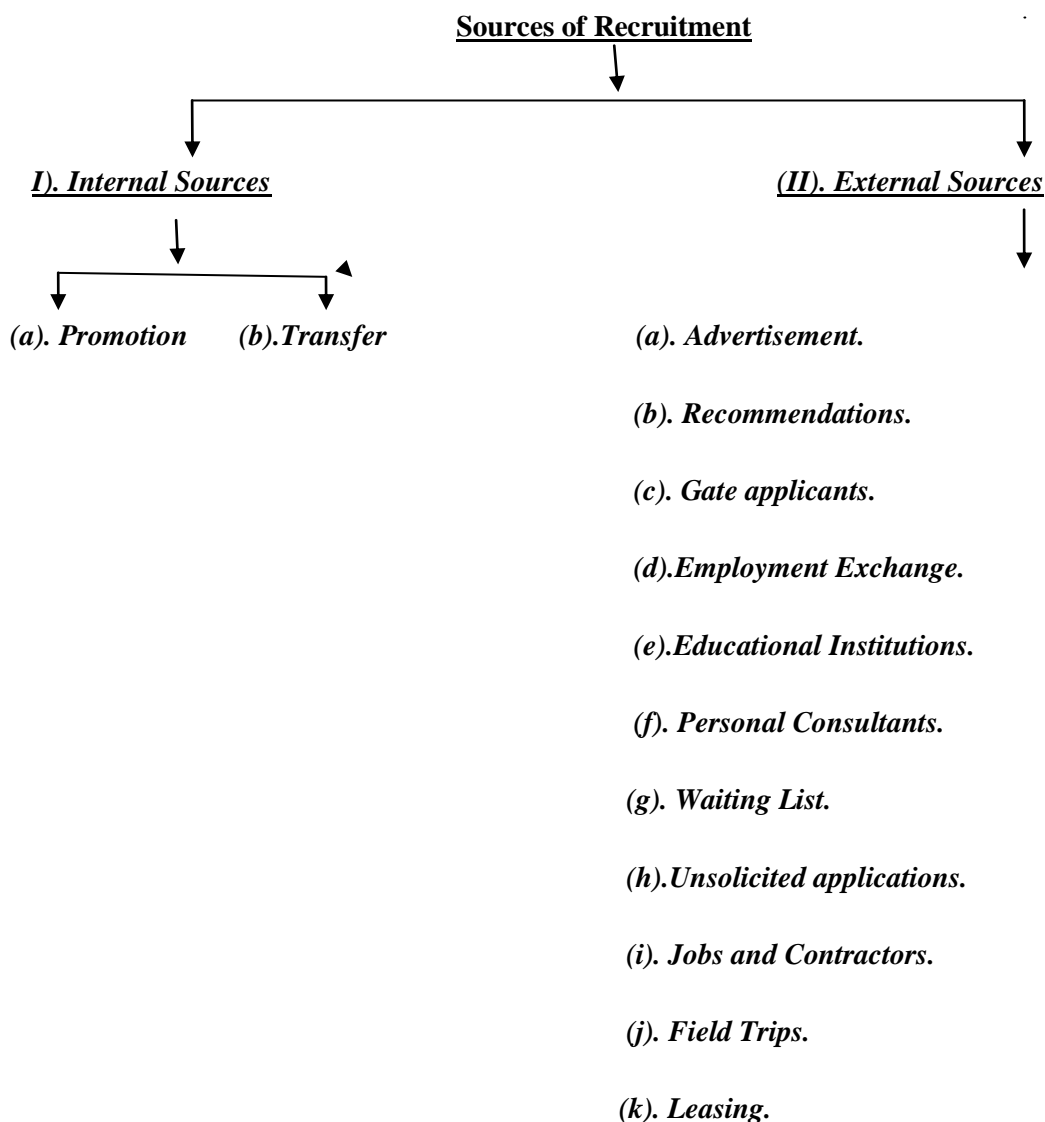 Sources of Recruitment
I). Internal Sources
(II). External Sources
(a). Promotion
(b).Transfer
(a). Advertisement.
(b). Recommendations.
(c). Gate applicants.
(d).Employment Exchange.
(e).Educational Institutions.
(f). Personal Consultants.
(g). Waiting List.
(h).Unsolicited applications.
(i). Jobs and Contractors.
(j). Field Trips.
(k). Leasing.